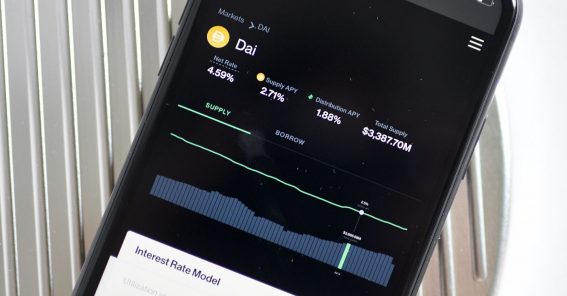 Markets > DAI
Dai
Net Rate
4.59%
Supply APY
2.71%
Distribution APY
1.88%
Total Supply
$3,387.70M
SUPPLY
BORROW
Interest Rate Model